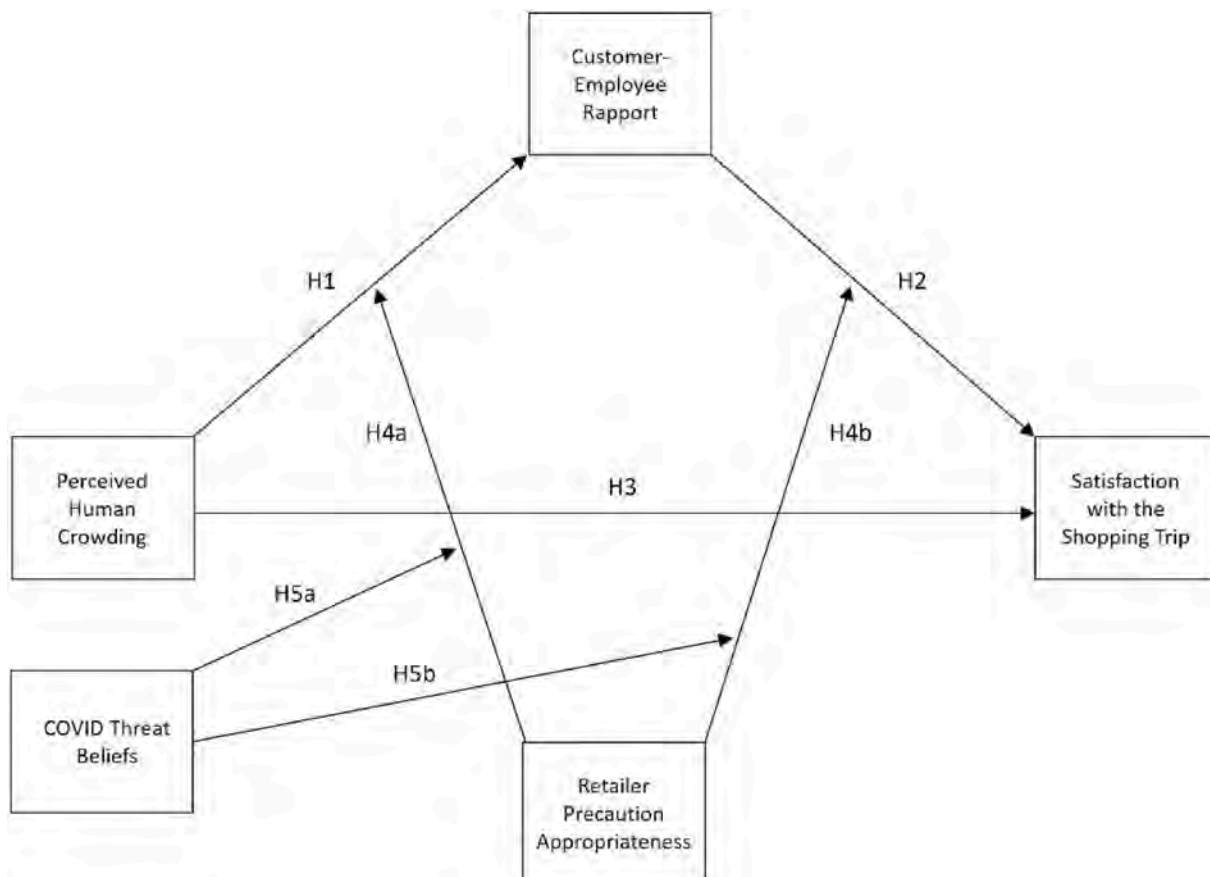 Customer-
Employee
Rapport
H1
H2
H4a
H4b
Perceived
Human
Crowding
H3
Satisfaction
with the
Shopping Trip
H5a
H5b
COVID Threat
Beliefs
Retailer
Precaution
Appropriateness